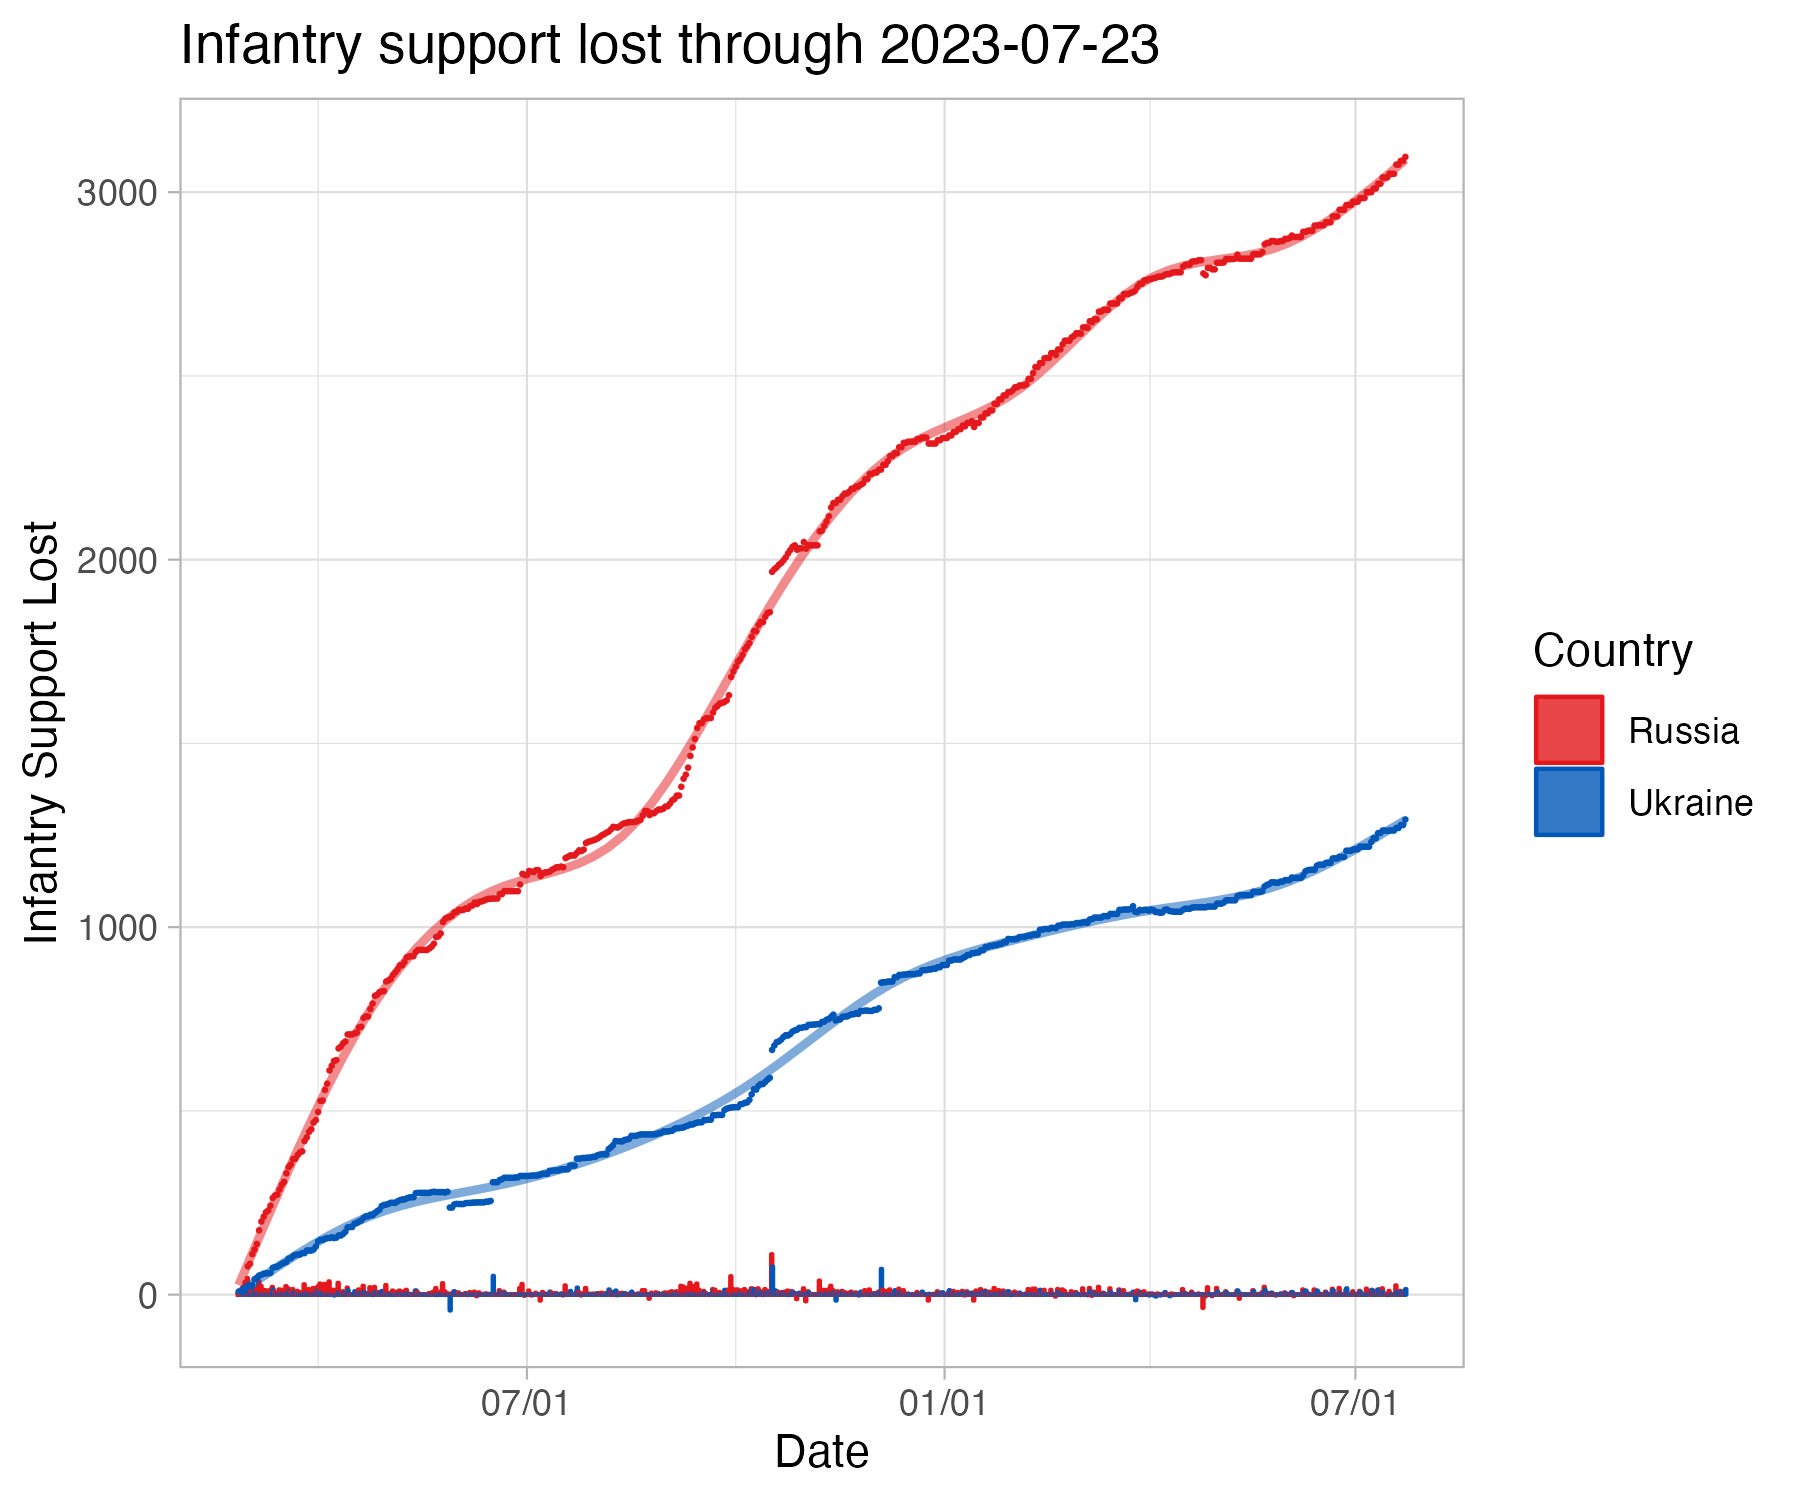 Infantry support lost through 2023-07-23
Infantry Support Lost
3000
2000
1000
0
07/01
01/01
07/01
Date
Country
Russia
Ukraine